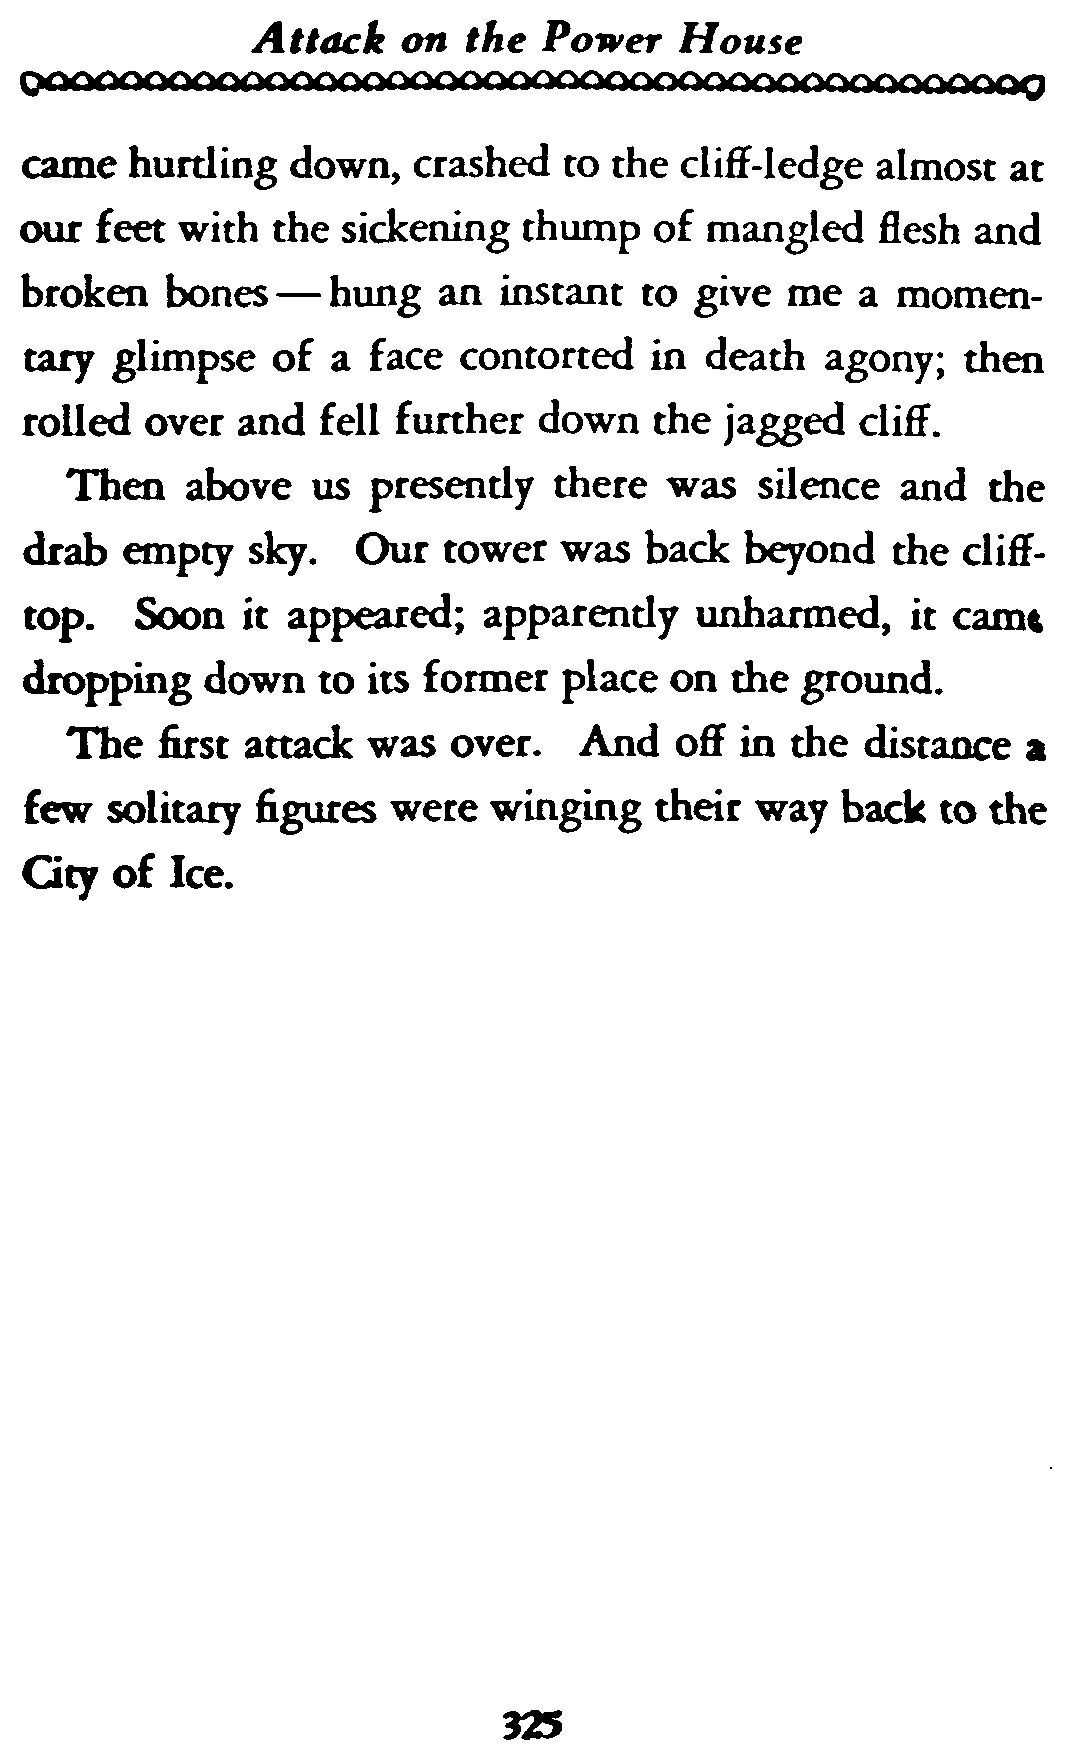 Attack on the Power House
came hurtling down, crashed to the cliff-ledge almost at
our feet with the sickening thump of mangled flesh and
broken bones — hung an instant to give me a momen-
tary glimpse of a face contorted in death agony; then
rolled over and fell further down the jagged cliff.
Then above us presently there was silence and the
drab empty sky. Our tower was back beyond the cliff-
top. Soon it appeared; apparently unharmed, it came
dropping down to its former place on the ground.
The first attack was over. And off in the distance a
few solitary figures were winging their way back to the
City of Ice.
325